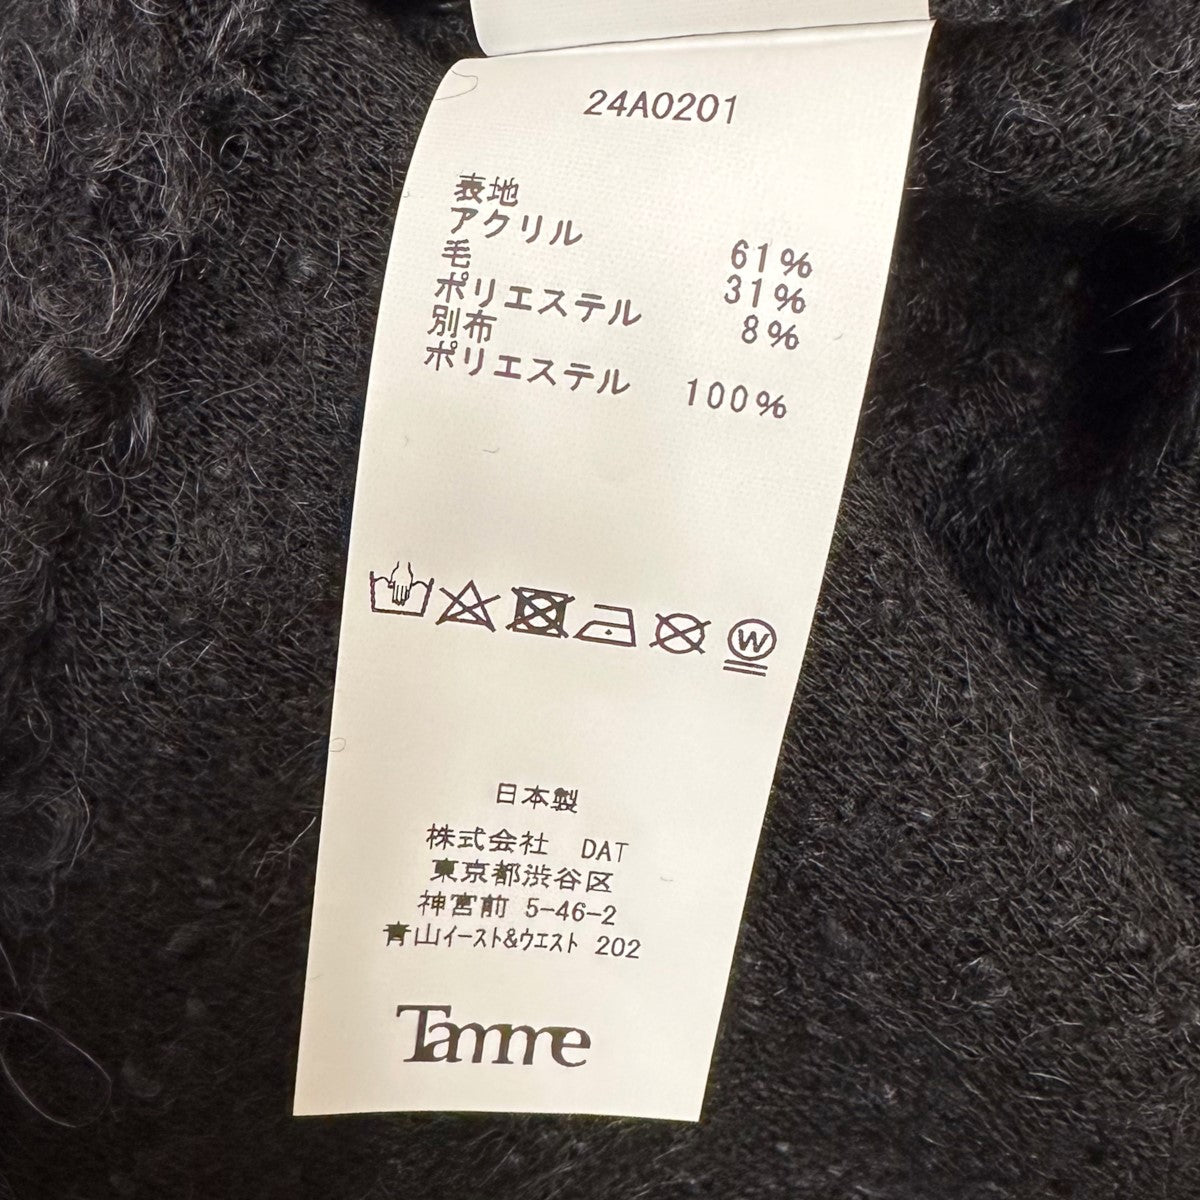 24A0201
表地
アクリル 61%
毛 31%
ポリエステル 8%
別布
ポリエステル 100%
W
日本製
株式会社 DAT
東京都渋谷区
神宮前 5-46-2
青山イースト&ウエスト 202
Tamme